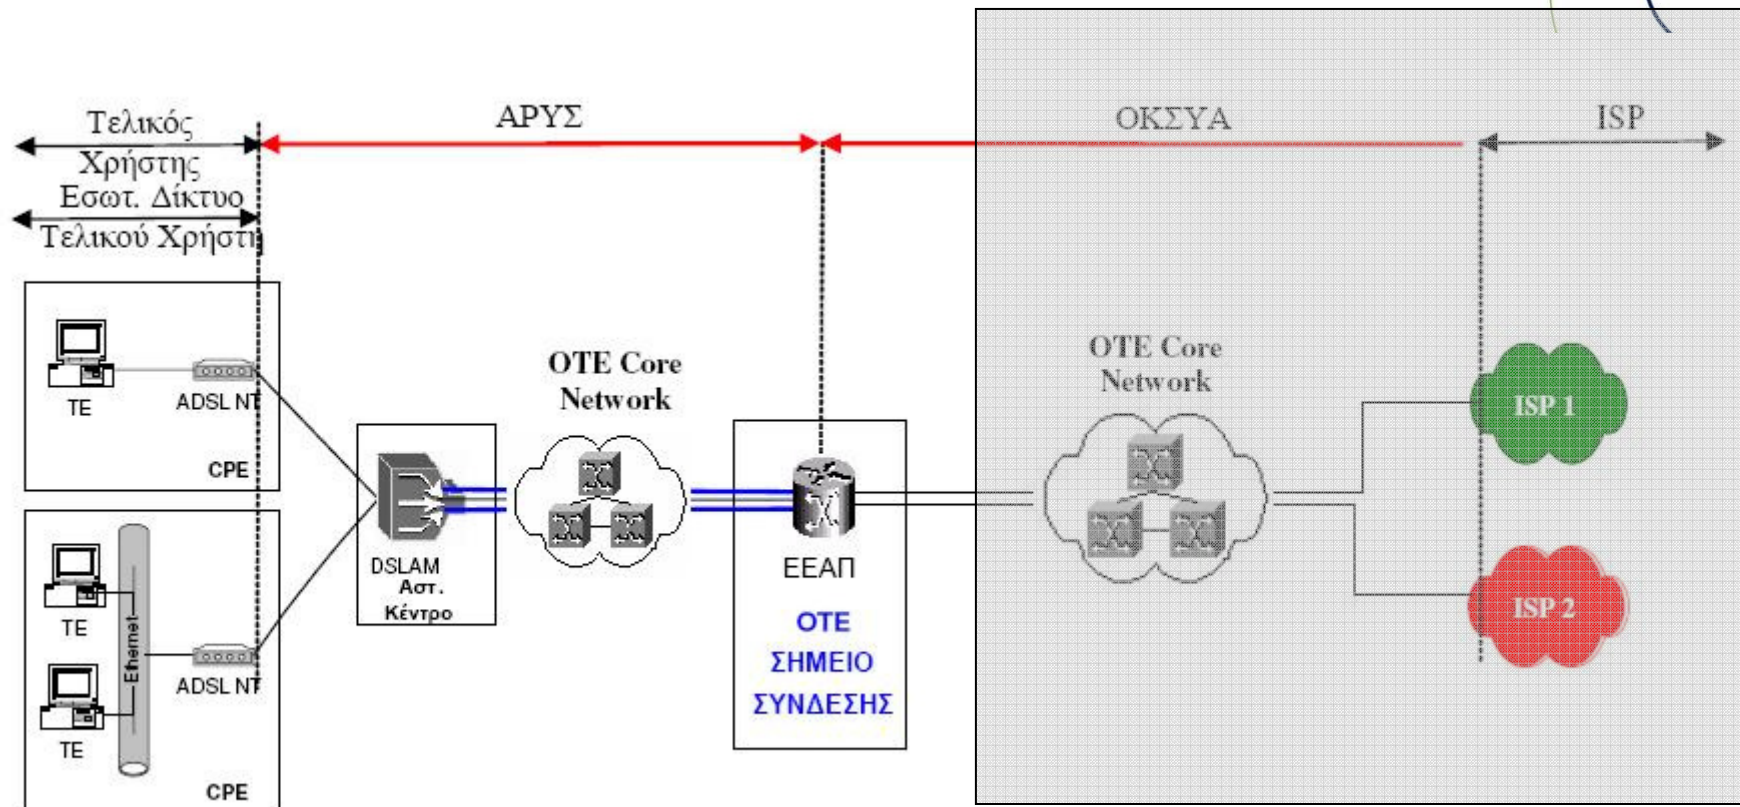 Τελικός
Χρήστης
ΑΡΥΣ
ΟΚΣΥΑ
ISP
Εσωτ. Δίκτυο
Τελικού Χρήστη
TE
ADSL NT
CPE
OTE Core
Network
DSLAM
Αστ.
Κέντρο
ΕΕΑΠ
ΟΤΕ
ΣΗΜΕΙΟ
ΣΥΝΔΕΣΗΣ
OTE Core
Network
ISP 1
ISP 2
TE
Ethernet
ADSL NT
TE
CPE